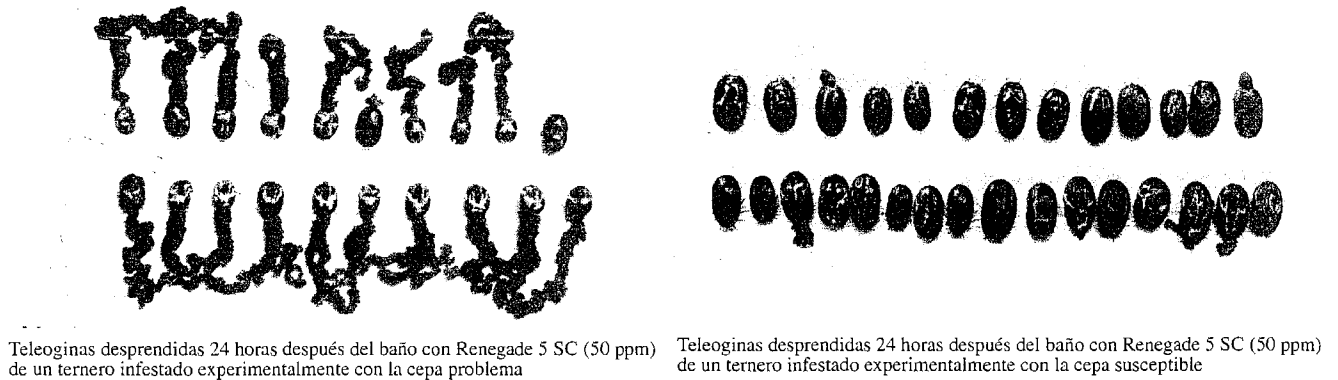 Teleoginas desprendidas 24 horas después del baño con Renegade 5 SC (50 ppm)
de un ternero infestado experimentalmente con la cepa problema
Teleoginas desprendidas 24 horas después del baño con Renegade 5 SC (50 ppm)
de un ternero infestado experimentalmente con la cepa susceptible